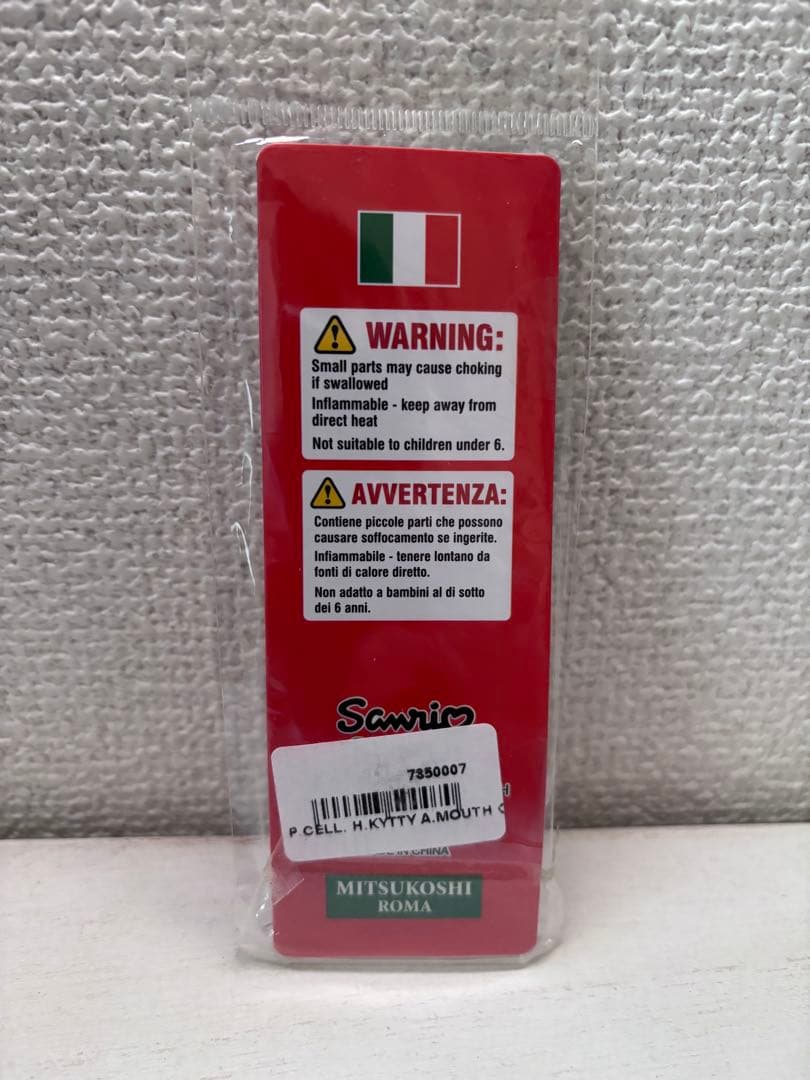 WARNING:
Small parts may cause choking
if swallowed
Inflammable - keep away from
direct heat
Not suitable to children under 6.
AVVERTENZA:
Contiene piccole parti che possono
causare soffocamento se ingerite.
Infiammabile - tenere lontano da
fonti di calore diretto.
Non adatto a bambini al di sotto
dei 6 anni.
Sanrio
7350007
H
P.CELL. H.KYTTY A.MOUTH
IN CHINA
MITSUKOSHI
ROMA